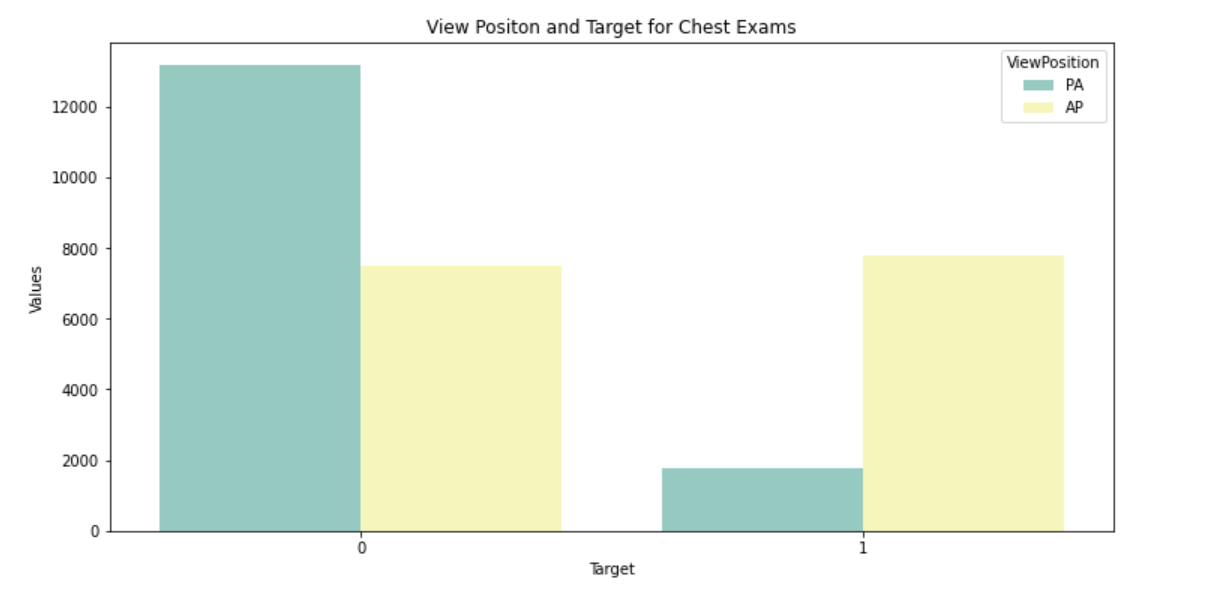 View Positon and Target for Chest Exams
ViewPosition
PA
AP
12000
10000
8000
6000
4000
2000
0
Values
0 1
Target